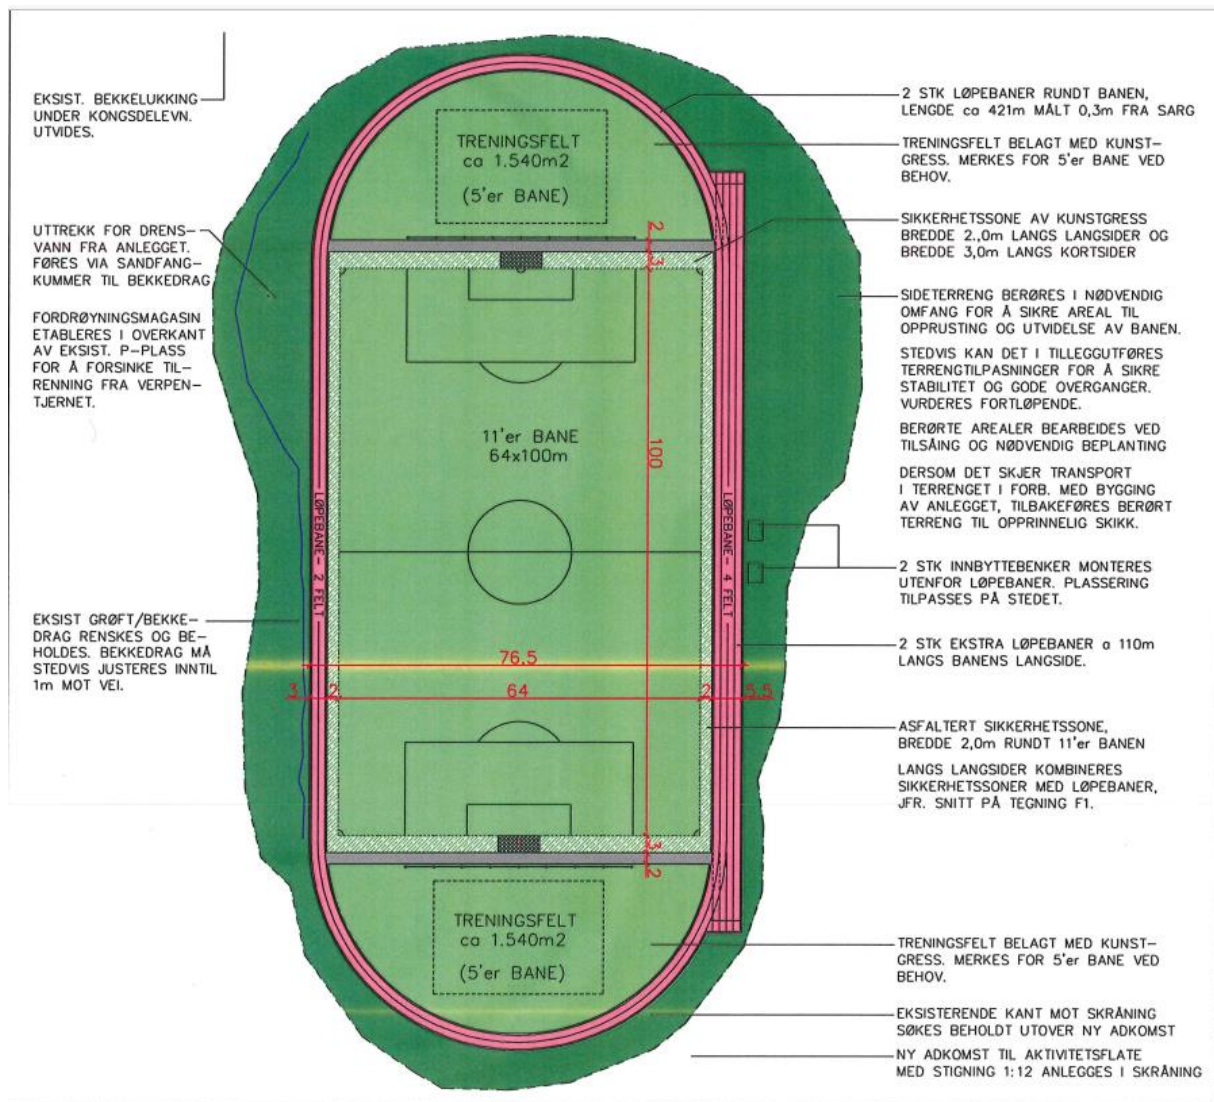 EKSIST. BEKKELUKKING
UNDER KONGSDELEVN.
UTVIDES.
UTTREKK FOR DRENS-
VANN FRA ANLEGGET.
FØRES VIA SANDFANG-
KUMMER TIL BEKKEDRAG
FORDRØYNINGSMAGASIN
ETABLERES I OVERKANT
AV EKSIST. P-PLASS
FOR Å FORSINKE TIL-
RENNING FRA VERPEN-
TJERNET.
EKSIST GRØFT/BEKKE-
DRAG RENSKES OG BE-
HOLDES. BEKKEDRAG MÅ
STEDVIS JUSTERES INNTIL
1m MOT VEI.
TRENINGSFELT
ca 1.540m2
(5'er BANE)
2
3
11'er BANE
64x100m
100
LØPEBANE- 2 FELT
LØPEBANE- 4 FELT
76.5
3
2
64
2
5.5
3
2
TRENINGSFELT
ca 1.540m2
(5'er BANE)
2 STK LØPEBANER RUNDT BANEN,
LENGDE ca 421m MÅLT 0,3m FRA SARG
TRENINGSFELT BELAGT MED KUNST-
GRESS. MERKES FOR 5'er BANE VED
BEHOV.
SIKKERHETSSONE AV KUNSTGRESS
BREDDE 2.,0m LANGS LANGSIDER OG
BREDDE 3,0m LANGS KORTSIDER
SIDETERRENG BERØRES I NØDVENDIG
OMFANG FOR Å SIKRE AREAL TIL
OPPRUSTING OG UTVIDELSE AV BANEN.
STEDVIS KAN DET I TILLEGGUTFØRES
TERRENGTILPASNINGER FOR Å SIKRE
STABILITET OG GODE OVERGANGER.
VURDERES FORTLØPENDE.
BERØRTE AREALER BEARBEIDES VED
TILSÅING OG NØDVENDIG BEPLANTING
DERSOM DET SKJER TRANSPORT
I TERRENGET I FORB. MED BYGGING
AV ANLEGGET, TILBAKEFØRES BERØRT
TERRENG TIL OPPRINNELIG SKIKK.
2 STK INNBYTTEBENKER MONTERES
UTENFOR LØPEBANER. PLASSERING
TILPASSES PÅ STEDET.
2 STK EKSTRA LØPEBANER a 110m
LANGS BANENS LANGSIDE.
ASFALTERT SIKKERHETSSONE,
BREDDE 2,0m RUNDT 11'er BANEN
LANGS LANGSIDER KOMBINERES
SIKKERHETSSONER MED LØPEBANER,
JFR. SNITT PÅ TEGNING F1.
TRENINGSFELT BELAGT MED KUNST-
GRESS. MERKES FOR 5'er BANE VED
BEHOV.
EKSISTERENDE KANT MOT SKRÅNING
SØKES BEHOLDT UTOVER NY ADKOMST
NY ADKOMST TIL AKTIVITETSFLATE
MED STIGNING 1:12 ANLEGGES I SKRÅNING